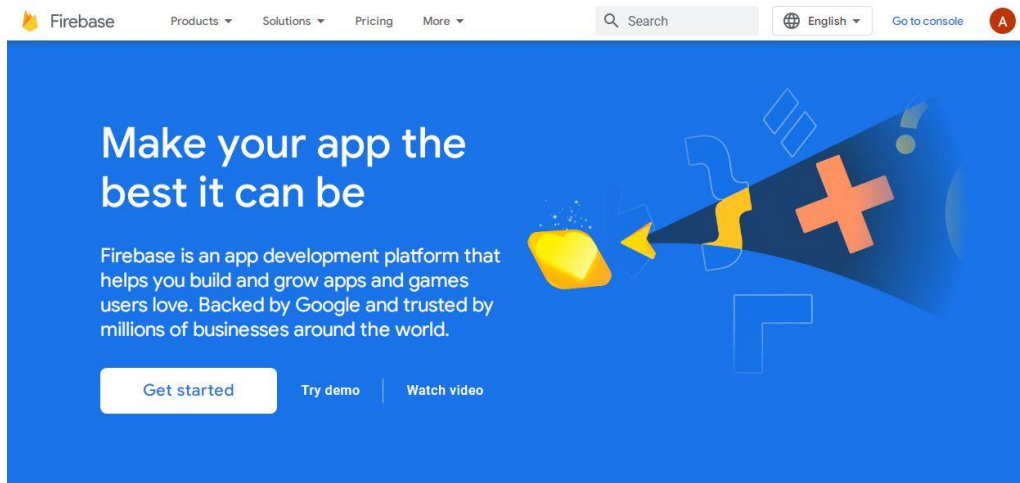 Firebase Products Solutions Pricing More Search English Go to console A
Make your app the
best it can be
Firebase is an app development platform that
helps you build and grow apps and games
users love. Backed by Google and trusted by
millions of businesses around the world.
Get started Try demo Watch video